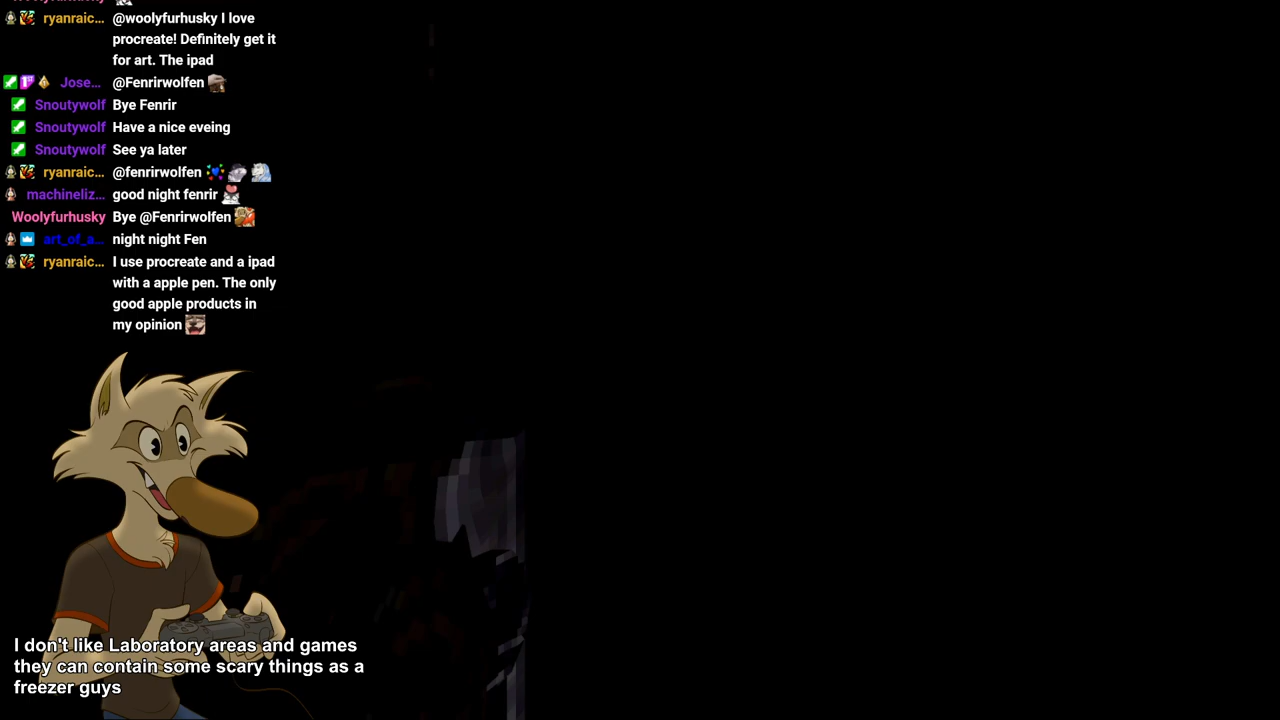 ryanraic... @woolyfurhusky I love
procreate! Definitely get it
for art. The ipad
Jose... @Fenrirwolfen
Snoutywolf Bye Fenrir
Snoutywolf Have a nice eveing
Snoutywolf See ya later
ryanraic... @fenrirwolfen
machineliz... good night fenrir
Woolyfurhusky Bye @Fenrirwolfen
art_of_a... night night Fen
ryanraic... I use procreate and a ipad
with a apple pen. The only
good apple products in
my opinion
I don't like Laboratory areas and games
they can contain some scary things as a
freezer guys